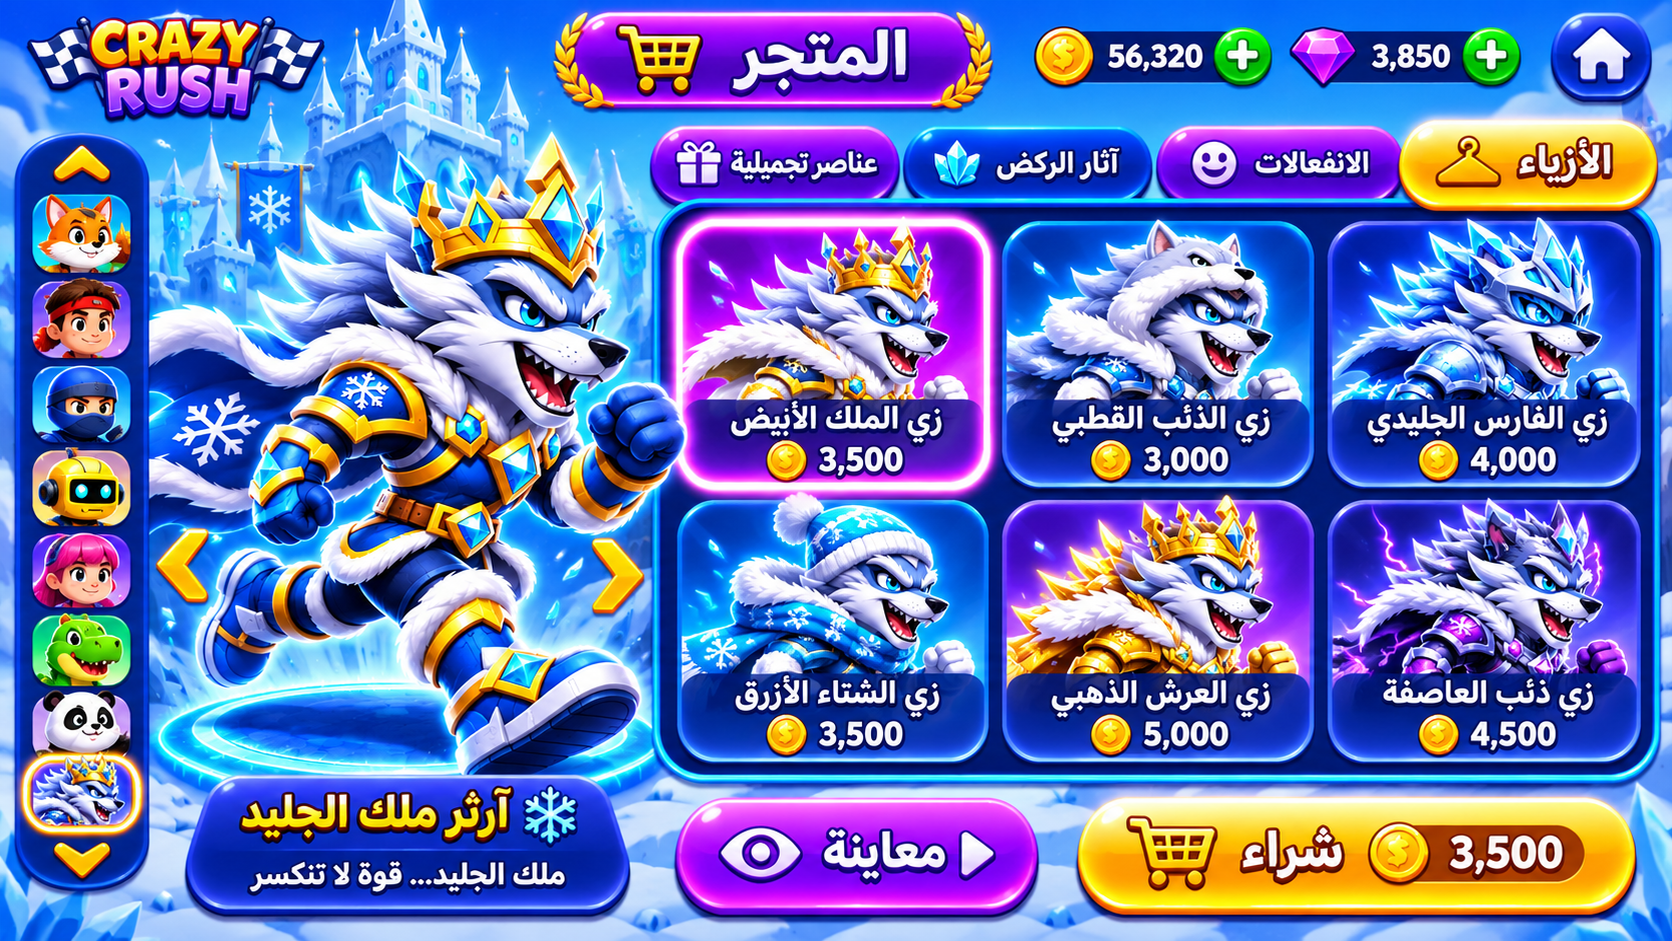 CRAZY
RUSH
المتجر
56,320
3,850
الأزياء
الانفعالات
آثار الركض
عناصر تجميلية
زي الملك الأبيض
3,500
زي الذئب القطبي
3,000
زي الفارس الجليدي
4,000
زي الشتاء الأزرق
3,500
زي العرش الذهبي
5,000
زي ذئب العاصفة
4,500
آرثر ملك الجليد
ملك الجليد... قوة لا تنكسر
معاينة
شراء 3,500